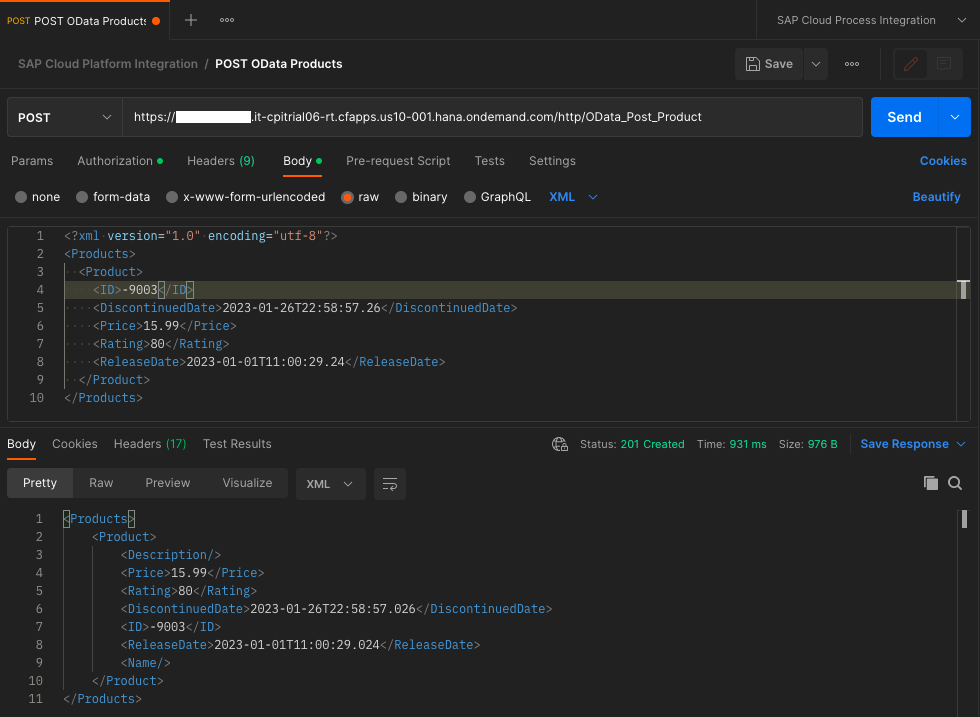 POST POST OData Products
SAP Cloud Process Integration
SAP Cloud Platform Integration / POST OData Products
Save
POST
https://
.it-cpitrial06-rt.cfapps.us10-001.hana.ondemand.com/http/OData_Post_Product
Send
Params Authorization Headers (9) Body Pre-request Script Tests Settings Cookies
none form-data x-www-form-urlencoded raw binary GraphQL XML Beautify
1 <?xml version="1.0" encoding="utf-8"?>
2 <Products>
3 <Product>
4 <ID>-9003</ID>
5 <DiscontinuedDate>2023-01-26T22:58:57.26</DiscontinuedDate>
6 <Price>15.99</Price>
7 <Rating>80</Rating>
8 <ReleaseDate>2023-01-01T11:00:29.24</ReleaseDate>
9 </Product>
10 </Products>
Body Cookies Headers (17) Test Results Status: 201 Created Time: 931 ms Size: 976 B Save Response
Pretty Raw Preview Visualize XML
1 <Products>
2 <Product>
3 <Description/>
4 <Price>15.99</Price>
5 <Rating>80</Rating>
6 <DiscontinuedDate>2023-01-26T22:58:57.026</DiscontinuedDate>
7 <ID>-9003</ID>
8 <ReleaseDate>2023-01-01T11:00:29.024</ReleaseDate>
9 <Name/>
10 </Product>
11 </Products>